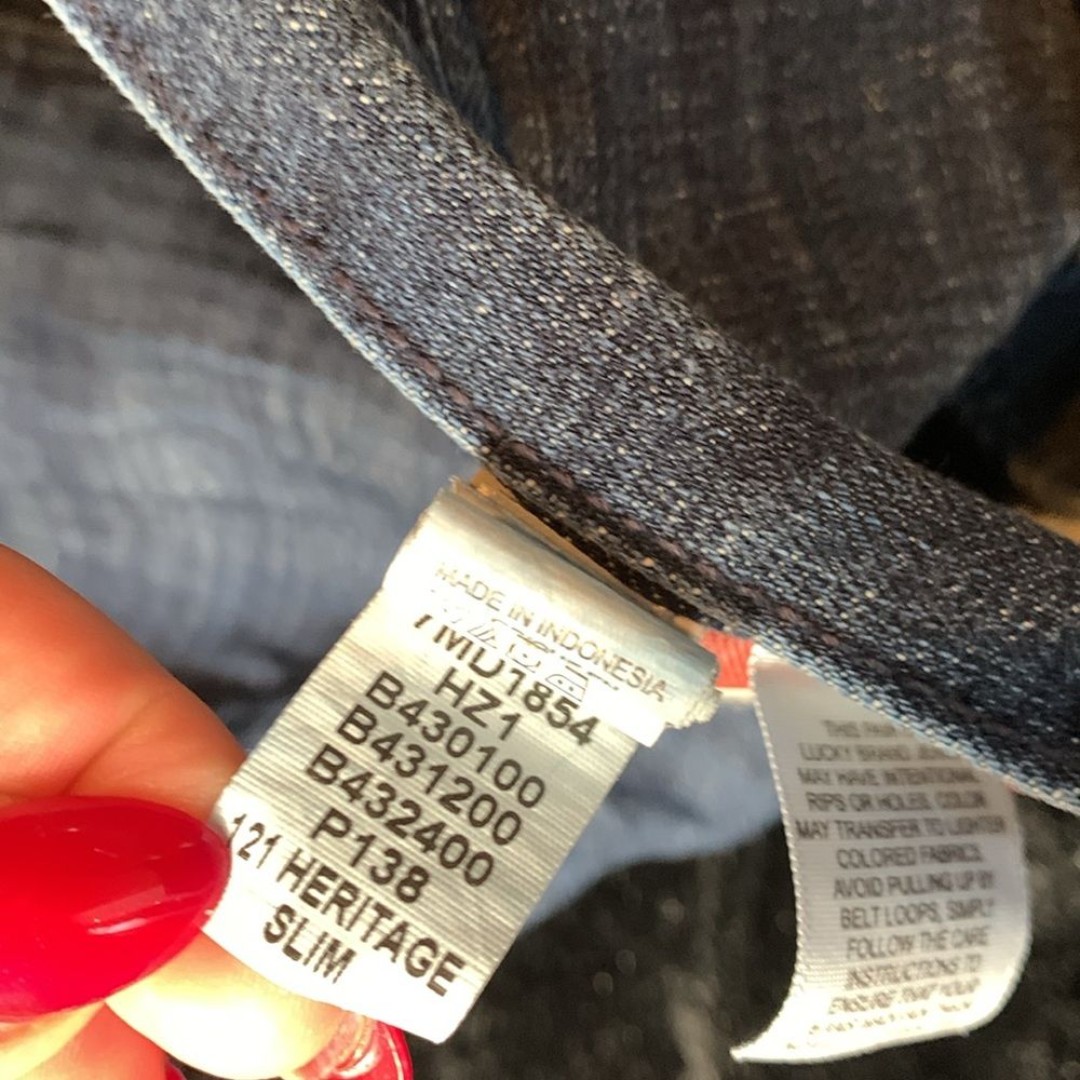 MADE IN INDONESIA
7MD1854
HZ1
B430100
B431200
B432400
P138
121 HERITAGE
SLIM
THIS PAIR
LUCKY BRAND
MAY HAVE INTENTIONAL
RIPS OR HOLES. COLOR
MAY TRANSFER TO LIGHTER
COLORED FABRICS.
AVOID PULLING UP BY
BELT LOOPS, SIMPLY
FOLLOW THE CARE
INSTRUCTIONS TO
ENSURE THAT YOUR